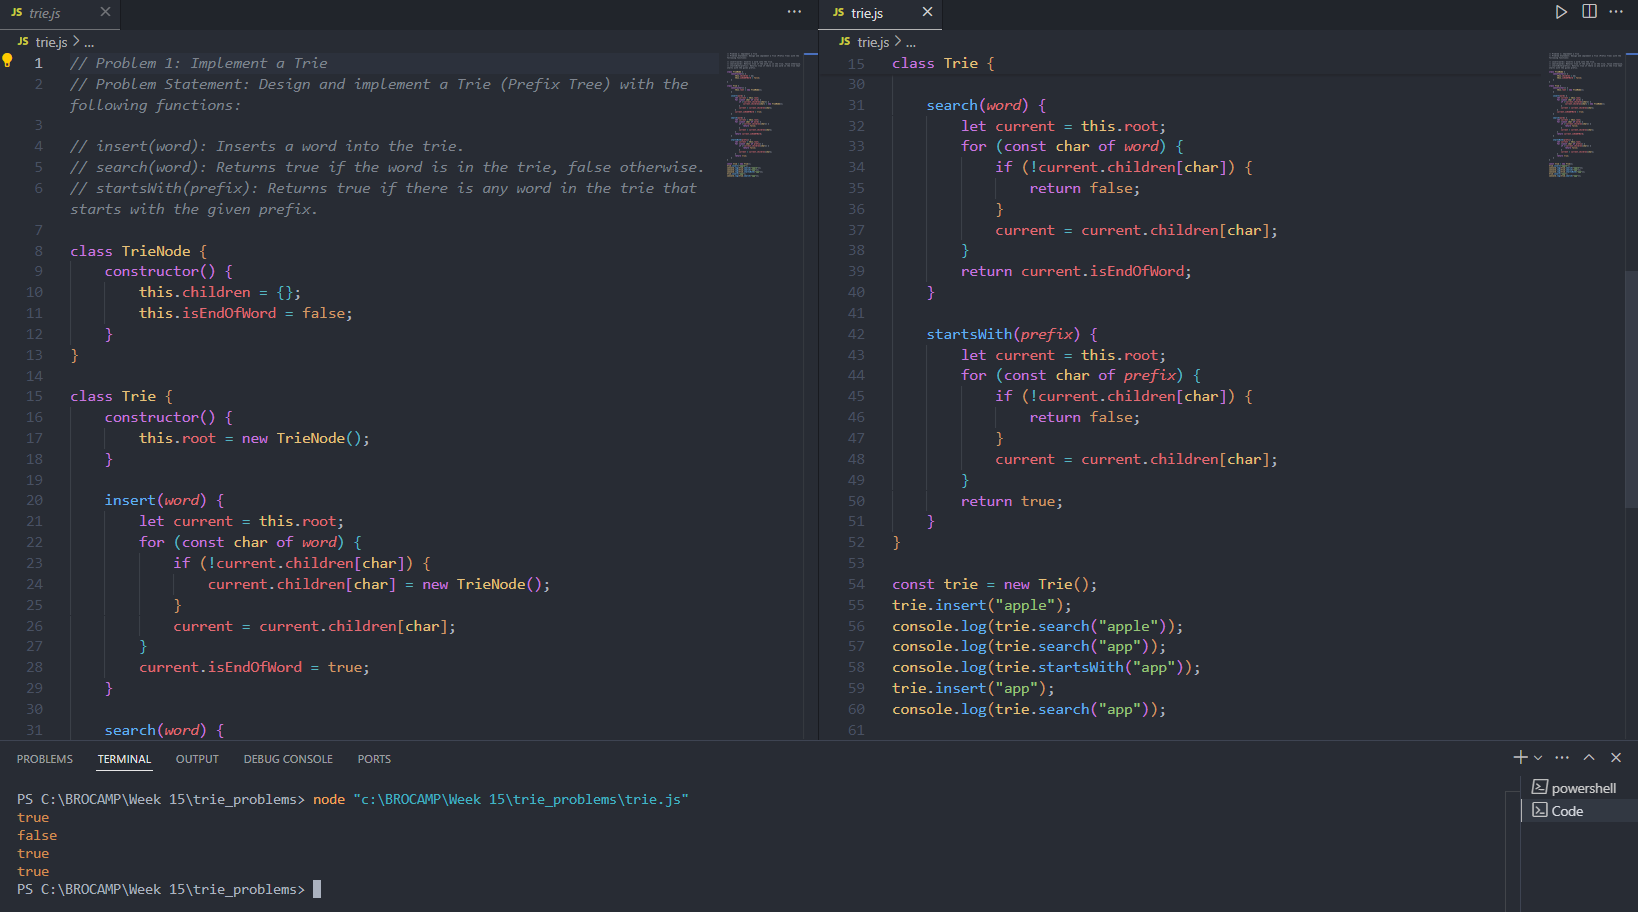 JS trie.js
JS trie.js > ...
1 // Problem 1: Implement a Trie
2 // Problem Statement: Design and implement a Trie (Prefix Tree) with the
following functions:
3
4 // insert(word): Inserts a word into the trie.
5 // search(word): Returns true if the word is in the trie, false otherwise.
6 // startsWith(prefix): Returns true if there is any word in the trie that
starts with the given prefix.
7
8 class TrieNode {
9     constructor() {
10         this.children = {};
11         this.isEndOfWord = false;
12     }
13 }
14
15 class Trie {
16     constructor() {
17         this.root = new TrieNode();
18     }
19
20     insert(word) {
21         let current = this.root;
22         for (const char of word) {
23             if (!current.children[char]) {
24                 current.children[char] = new TrieNode();
25             }
26             current = current.children[char];
27         }
28         current.isEndOfWord = true;
29     }
30
31     search(word) {
JS trie.js
JS trie.js > ...
15 class Trie {
30
31     search(word) {
32         let current = this.root;
33         for (const char of word) {
34             if (!current.children[char]) {
35                 return false;
36             }
37             current = current.children[char];
38         }
39         return current.isEndOfWord;
40     }
41
42     startsWith(prefix) {
43         let current = this.root;
44         for (const char of prefix) {
45             if (!current.children[char]) {
46                 return false;
47             }
48             current = current.children[char];
49         }
50         return true;
51     }
52 }
53
54 const trie = new Trie();
55 trie.insert("apple");
56 console.log(trie.search("apple"));
57 console.log(trie.search("app"));
58 console.log(trie.startsWith("app"));
59 trie.insert("app");
60 console.log(trie.search("app"));
61
PROBLEMS TERMINAL OUTPUT DEBUG CONSOLE PORTS
PS C:\BROCAMP\Week 15\trie_problems> node "c:\BROCAMP\Week 15\trie_problems\trie.js"
true
false
true
true
PS C:\BROCAMP\Week 15\trie_problems>
powershell
Code